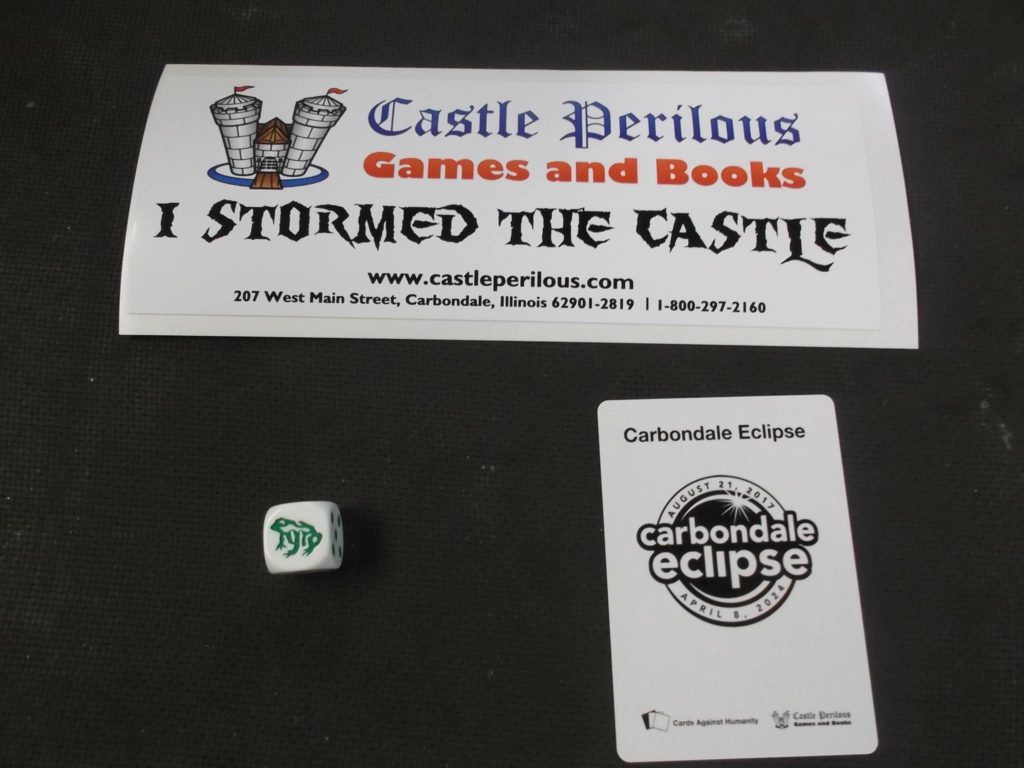 Castle Perilous
Games and Books
I STORMED THE CASTLE
www.castleperilous.com
207 West Main Street, Carbondale, Illinois 62901-2819 | 1-800-297-2160
Tyro
Carbondale Eclipse
AUGUST 21, 2017
carbondale
eclipse
APRIL 8, 2024
Cards Against Humanity
Castle Perilous
Games and Books